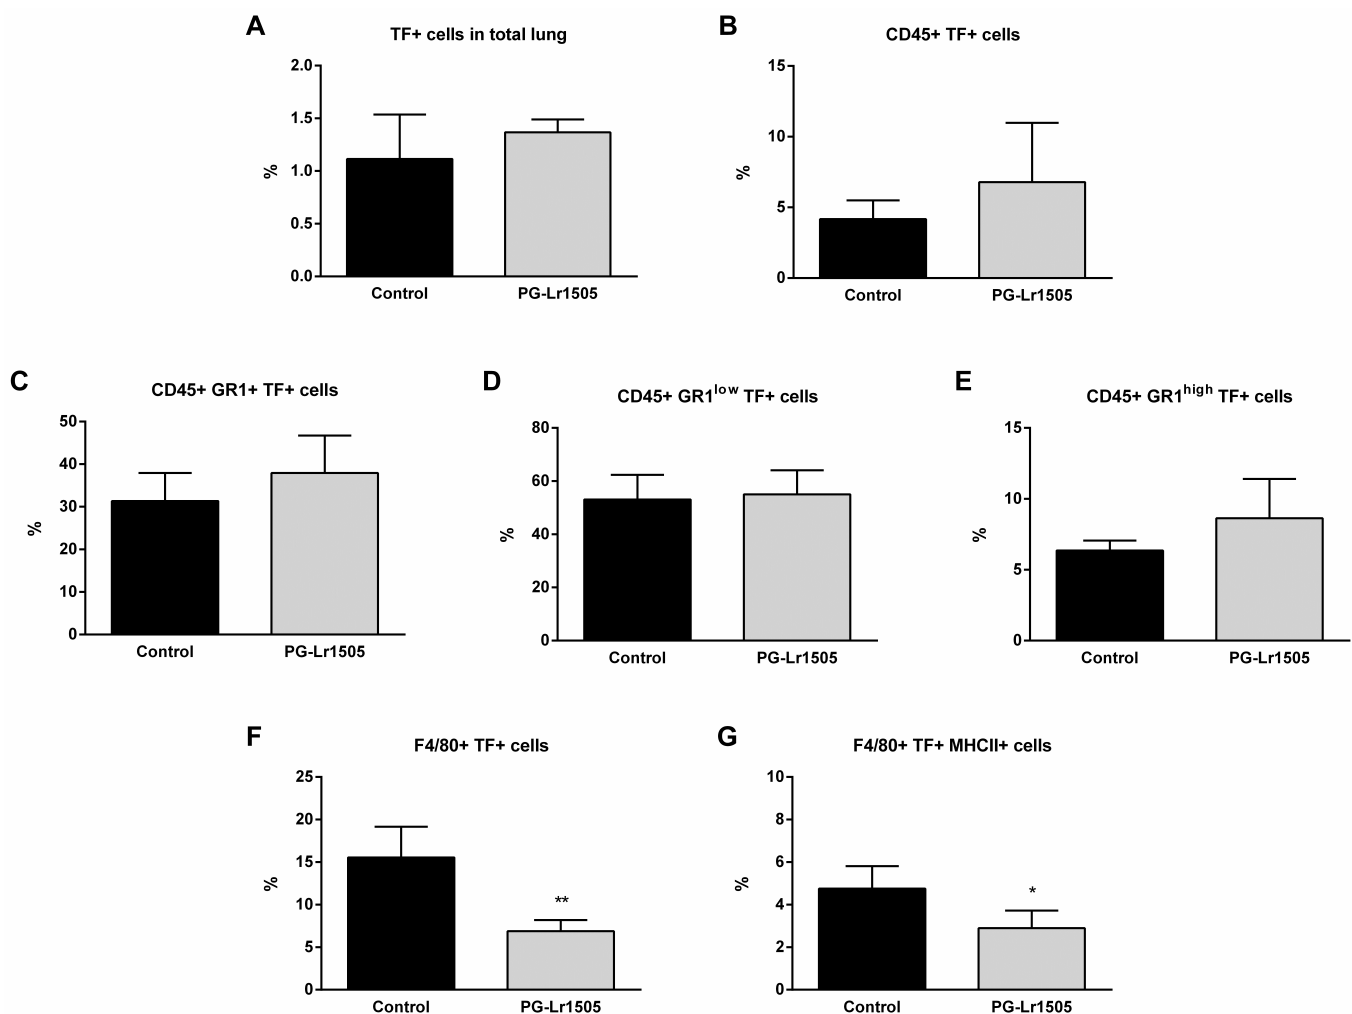 A
TF+ cells in total lung
2.0
1.5
1.0
0.5
0.0
%
Control
PG-Lr1505
B
CD45+ TF+ cells
15
10
5
0
%
Control
PG-Lr1505
C
CD45+ GR1+ TF+ cells
50
40
30
20
10
0
%
Control
PG-Lr1505
D
CD45+ GR1low TF+ cells
80
60
40
20
0
%
Control
PG-Lr1505
E
CD45+ GR1high TF+ cells
15
10
5
0
%
Control
PG-Lr1505
F
F4/80+ TF+ cells
25
20
15
10
5
0
%
**
Control
PG-Lr1505
G
F4/80+ TF+ MHCII+ cells
10
8
6
4
2
0
%
*
Control
PG-Lr1505